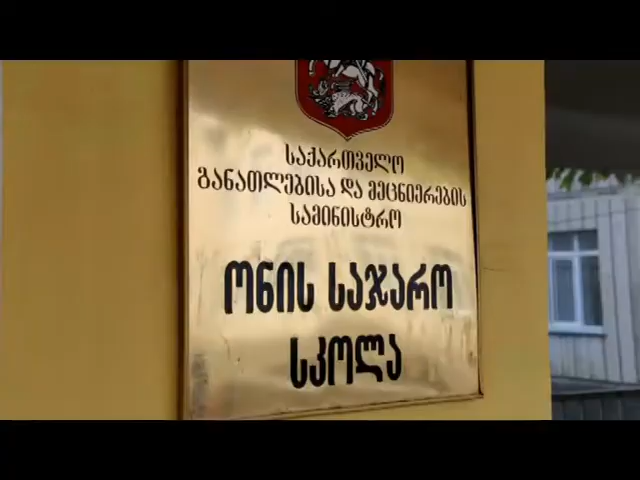 საქართველო
განათლებისა და მეცნიერების
სამინისტრო
ონის საჯარო
სკოლა